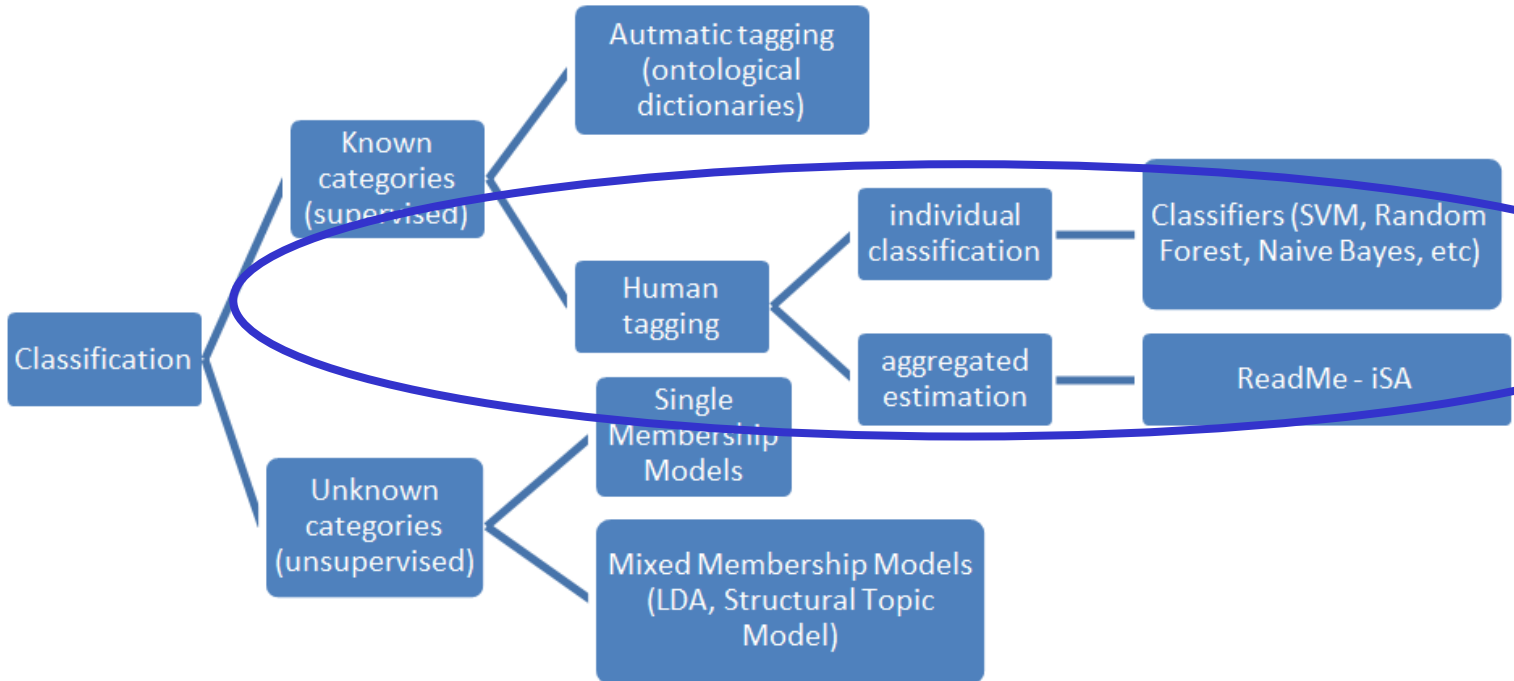 Autmatic tagging
(ontological
dictionaries)
Known
categories
(supervised)
individual
classification
Classifiers (SVM, Random
Forest, Naive Bayes, etc)
Human
tagging
Classification
aggregated
estimation
ReadMe - iSA
Single
Membership
Models
Unknown
categories
(unsupervised)
Mixed Membership Models
(LDA, Structural Topic
Model)